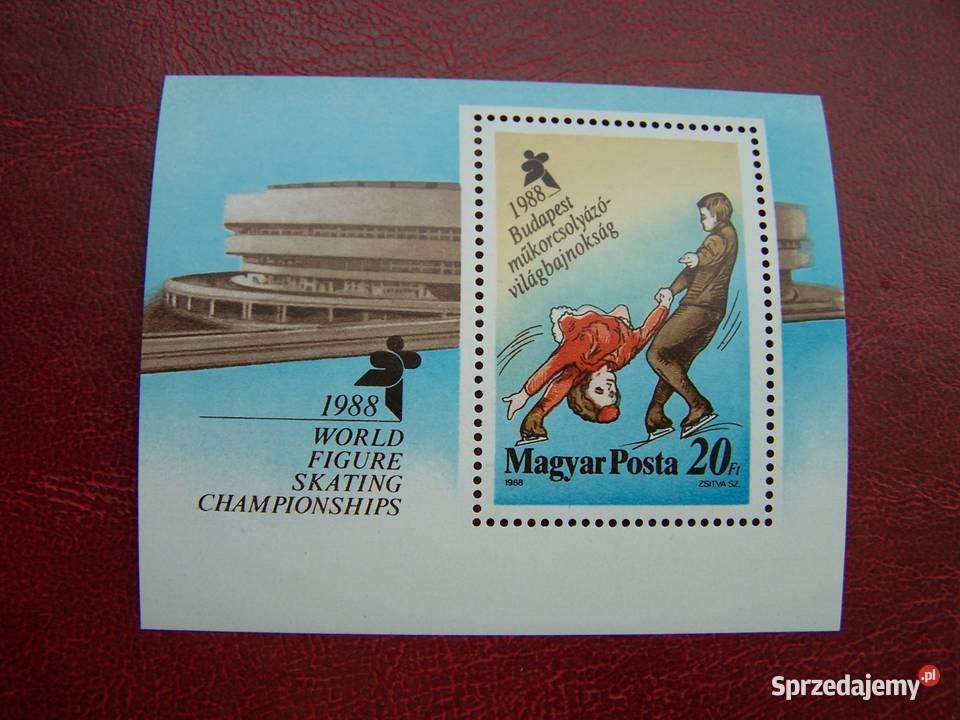 1988
Budapest
műkorcsolyázó-
világbajnokság
1988
WORLD
FIGURE
SKATING
CHAMPIONSHIPS
Magyar Posta 20Ft
1988 ZSITVA SZ.
Sprzedajemy.pl